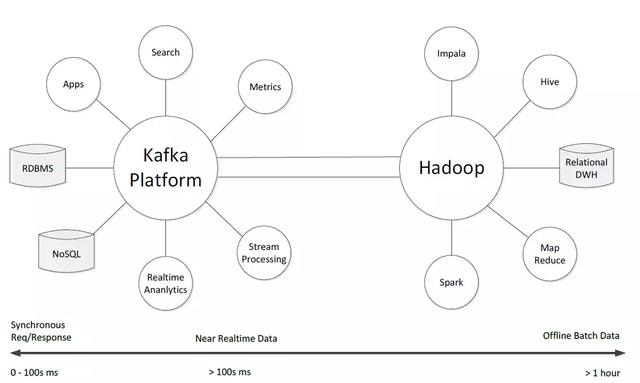 Search
Apps
Metrics
Kafka
Platform
RDBMS
NoSQL
Realtime
Ananlytics
Stream
Processing
Impala
Hive
Hadoop
Relational
DWH
Map
Reduce
Spark
Synchronous
Req/Response
Near Realtime Data
Offline Batch Data
0 - 100s ms
> 100s ms
> 1 hour